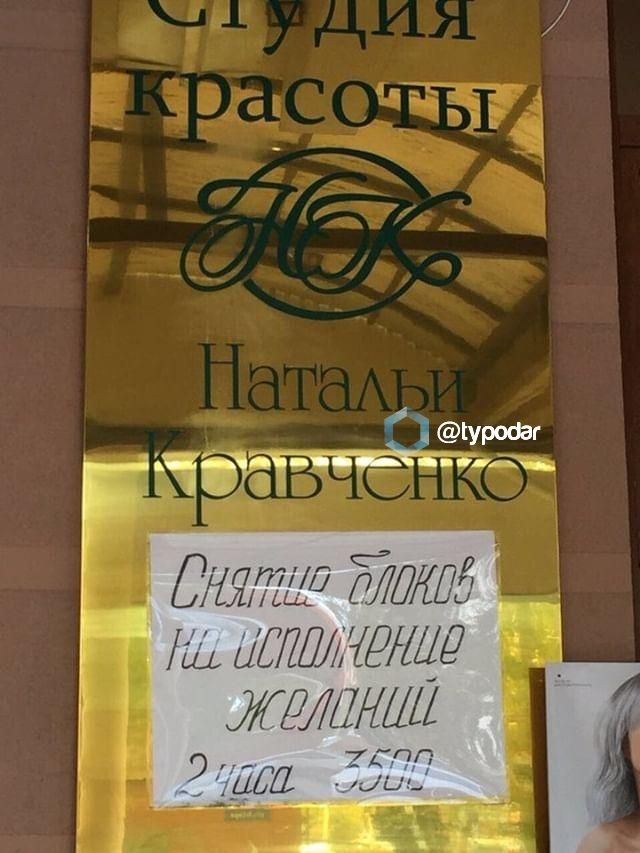 Студия
красоты
НК
Натальи
@typodar
Кравченко
Снятие блоков
на исполнение
желаний
2 часа 3500